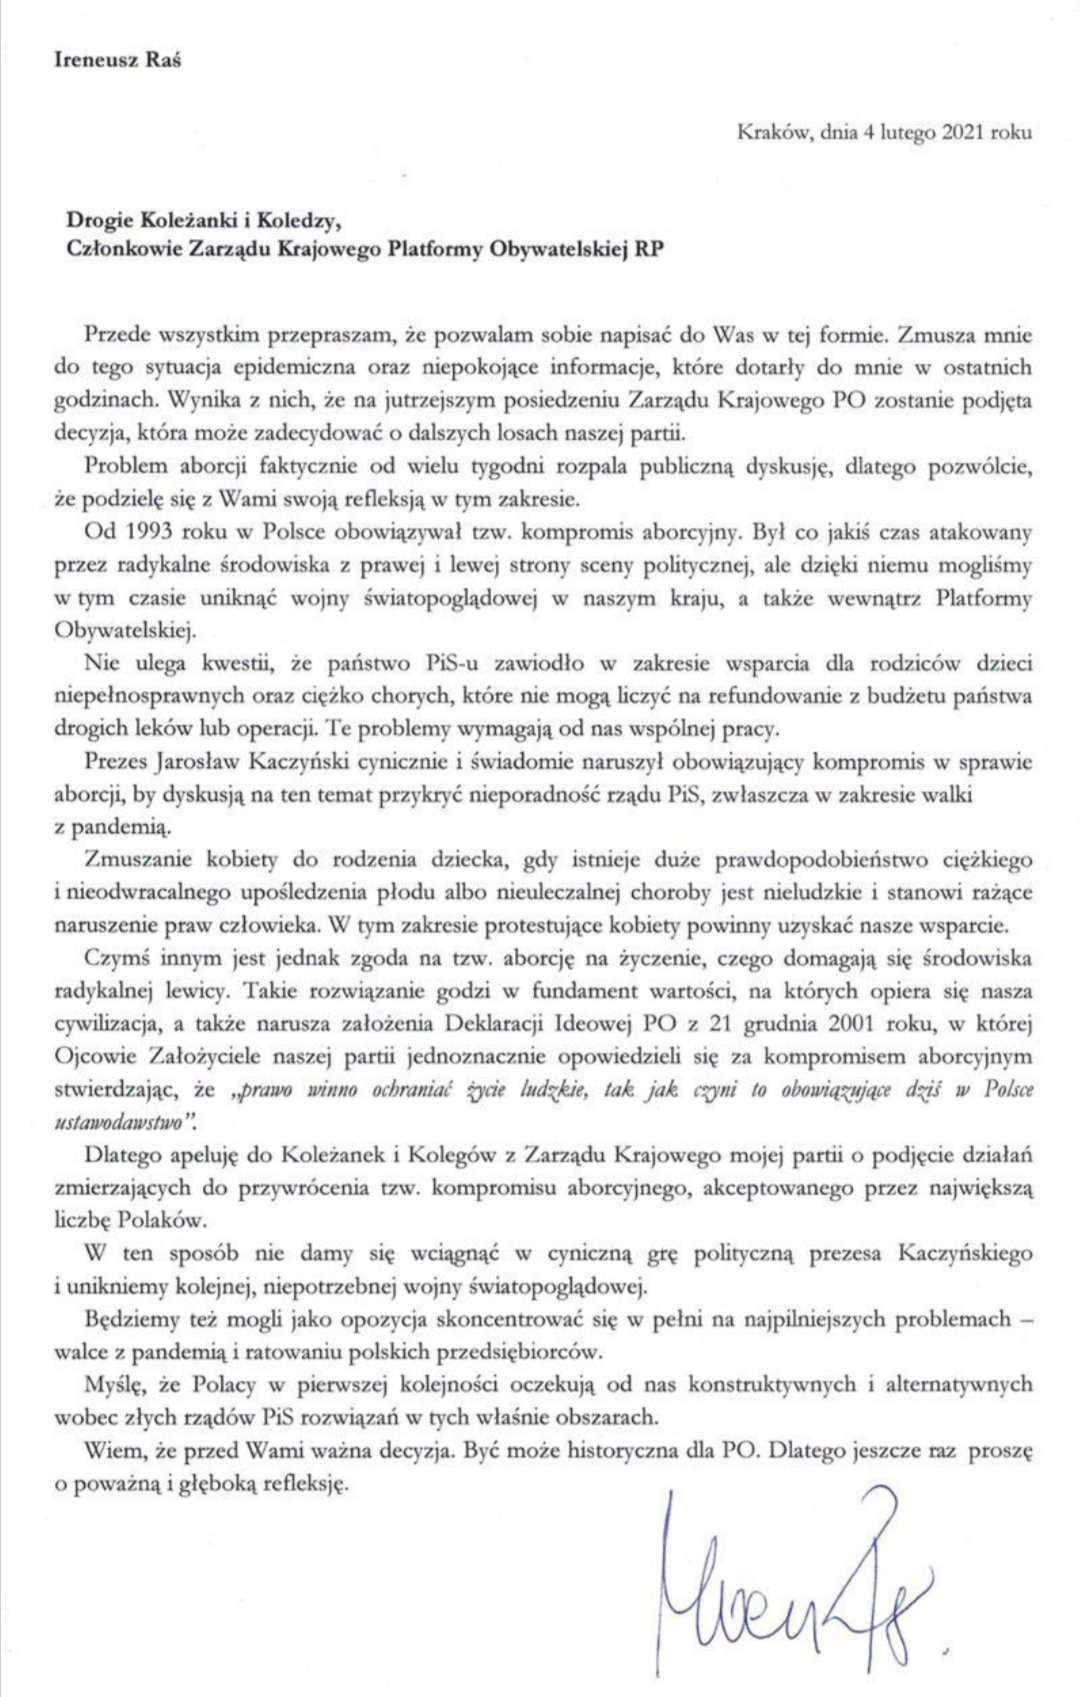 Ireneusz Raś
Kraków, dnia 4 lutego 2021 roku
Drogie Koleżanki i Koledzy,
Członkowie Zarządu Krajowego Platformy Obywatelskiej RP
Przede wszystkim przepraszam, że pozwalam sobie napisać do Was w tej formie. Zmusza mnie
do tego sytuacja epidemiczna oraz niepokojące informacje, które dotarły do mnie w ostatnich
godzinach. Wynika z nich, że na jutrzejszym posiedzeniu Zarządu Krajowego PO zostanie podjęta
decyzja, która może zadecydować o dalszych losach naszej partii.
Problem aborcji faktycznie od wielu tygodni rozpala publiczną dyskusję, dlatego pozwólcie,
że podzielę się z Wami swoją refleksją w tym zakresie.
Od 1993 roku w Polsce obowiązywał tzw. kompromis aborcyjny. Był co jakiś czas atakowany
przez radykalne środowiska z prawej i lewej strony sceny politycznej, ale dzięki niemu mogliśmy
w tym czasie uniknąć wojny światopoglądowej w naszym kraju, a także wewnątrz Platformy
Obywatelskiej.
Nie ulega kwestii, że państwo PiS-u zawiodło w zakresie wsparcia dla rodziców dzieci
niepełnosprawnych oraz ciężko chorych, które nie mogą liczyć na refundowanie z budżetu państwa
drogich leków lub operacji. Te problemy wymagają od nas wspólnej pracy.
Prezes Jarosław Kaczyński cynicznie i świadomie naruszył obowiązujący kompromis w sprawie
aborcji, by dyskusją na ten temat przykryć nieporadność rządu PiS, zwłaszcza w zakresie walki
z pandemią.
Zmuszanie kobiety do rodzenia dziecka, gdy istnieje duże prawdopodobieństwo ciężkiego
i nieodwracalnego upośledzenia płodu albo nieuleczalnej choroby jest nieludzkie i stanowi rażące
naruszenie praw człowieka. W tym zakresie protestujące kobiety powinny uzyskać nasze wsparcie.
Czymś innym jest jednak zgoda na tzw. aborcję na życzenie, czego domagają się środowiska
radykalnej lewicy. Takie rozwiązanie godzi w fundament wartości, na których opiera się nasza
cywilizacja, a także narusza założenia Deklaracji Ideowej PO z 21 grudnia 2001 roku, w której
Ojcowie Założyciele naszej partii jednoznacznie opowiedzieli się za kompromisem aborcyjnym
stwierdzając, że „prawo winno ochraniać życie ludzkie, tak jak czyni to obowiązujące dziś w Polsce
ustawodawstwo”.
Dlatego apeluję do Koleżanek i Kolegów z Zarządu Krajowego mojej partii o podjęcie działań
zmierzających do przywrócenia tzw. kompromisu aborcyjnego, akceptowanego przez największą
liczbę Polaków.
W ten sposób nie damy się wciągnąć w cyniczną grę polityczną prezesa Kaczyńskiego
i unikniemy kolejnej, niepotrzebnej wojny światopoglądowej.
Będziemy też mogli jako opozycja skoncentrować się w pełni na najpilniejszych problemach –
walce z pandemią i ratowaniu polskich przedsiębiorców.
Myślę, że Polacy w pierwszej kolejności oczekują od nas konstruktywnych i alternatywnych
wobec złych rządów PiS rozwiązań w tych właśnie obszarach.
Wiem, że przed Wami ważna decyzja. Być może historyczna dla PO. Dlatego jeszcze raz proszę
o poważną i głęboką refleksję.